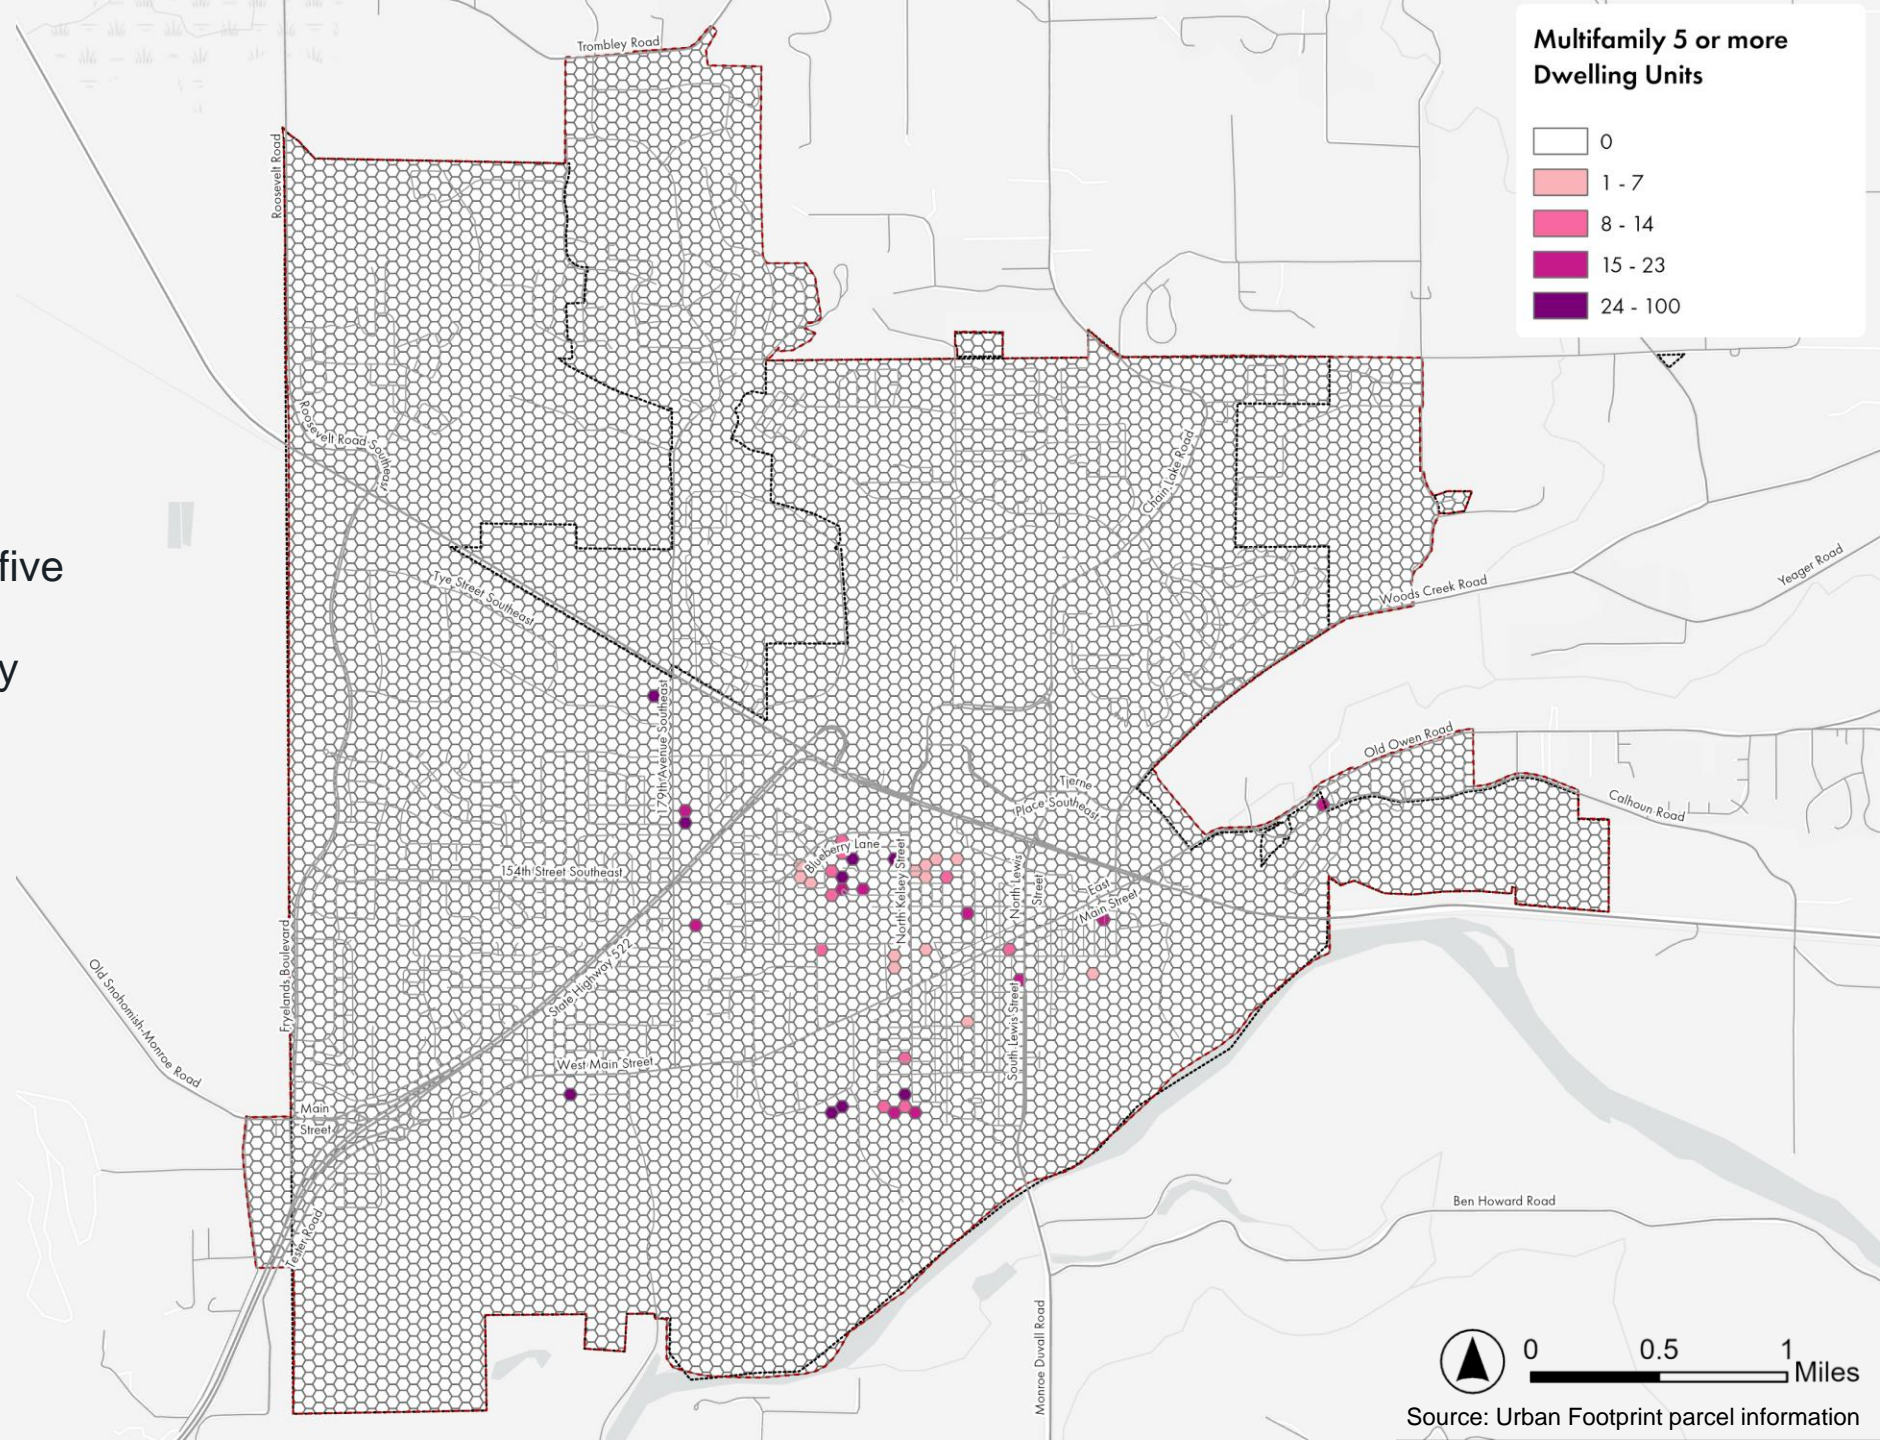 Multifamily 5 or more
Dwelling Units
0
1 - 7
8 - 14
15 - 23
24 - 100
Trombley Road
Roosevelt Road
Roosevelt Road Southeast
Chain Lake Road
five
y
Tye Street Southeast
Yeager Road
Woods Creek Road
179th Avenue Southeast
Old Owen Road
Tjerne
Place Southeast
Calhoun Road
Blueberry Lane
154th Street Southeast
North Kelsey Street
North Lewis
Street
East
Main Street
Fryelands Boulevard
State Highway 522
Old Snohomish-Monroe Road
South Lewis Street
West Main Street
Main
Street
Tester Road
Ben Howard Road
Monroe Duvall Road
0 0.5 1
Miles
Source: Urban Footprint parcel information